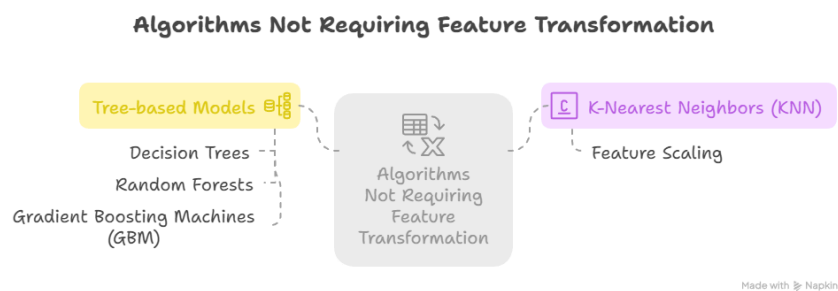 Algorithms Not Requiring Feature Transformation
Tree-based Models
Decision Trees
Random Forests
Gradient Boosting Machines
(GBM)
Algorithms
Not Requiring
Feature
Transformation
C
K-Nearest Neighbors (KNN)
Feature Scaling
Made with Napkin